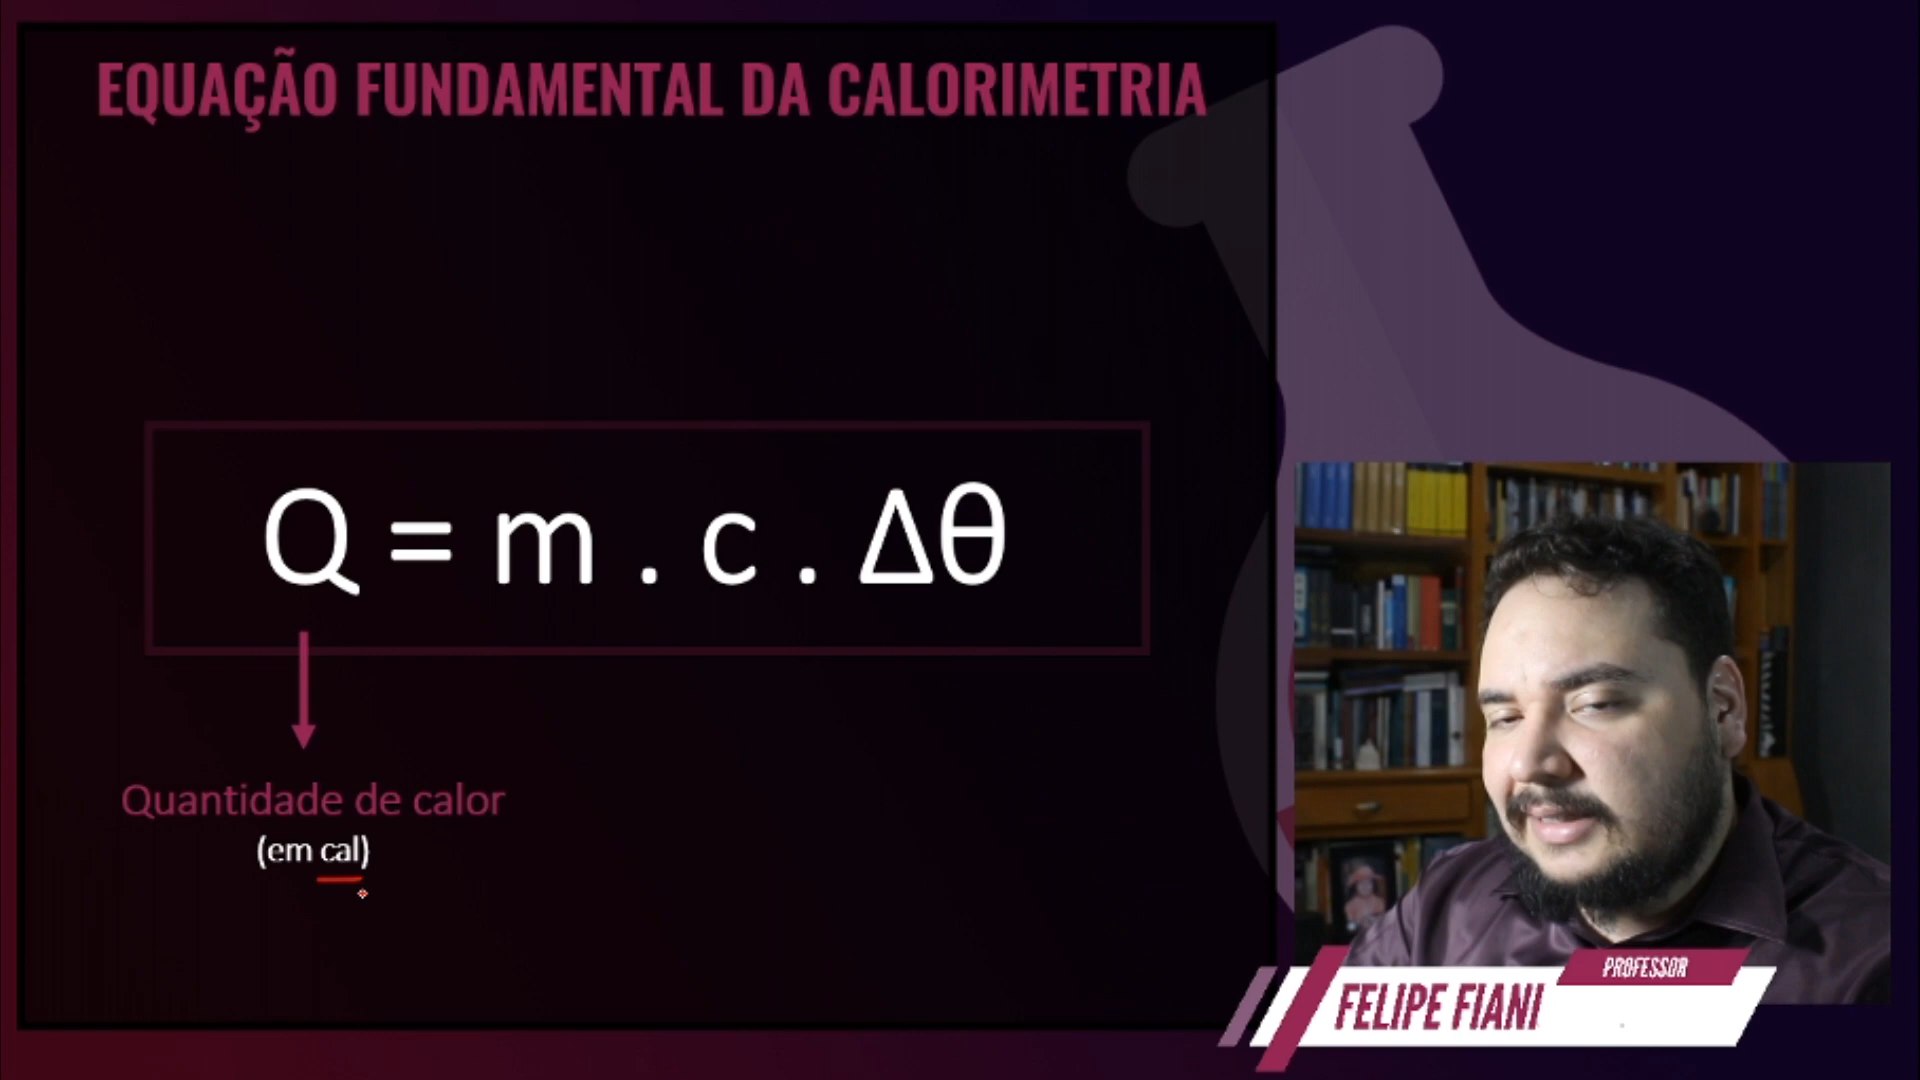 EQUAÇÃO FUNDAMENTAL DA CALORIMETRIA
Q = m . c . Δθ
Quantidade de calor
(em cal)
PROFESSOR
FELIPE FIANI